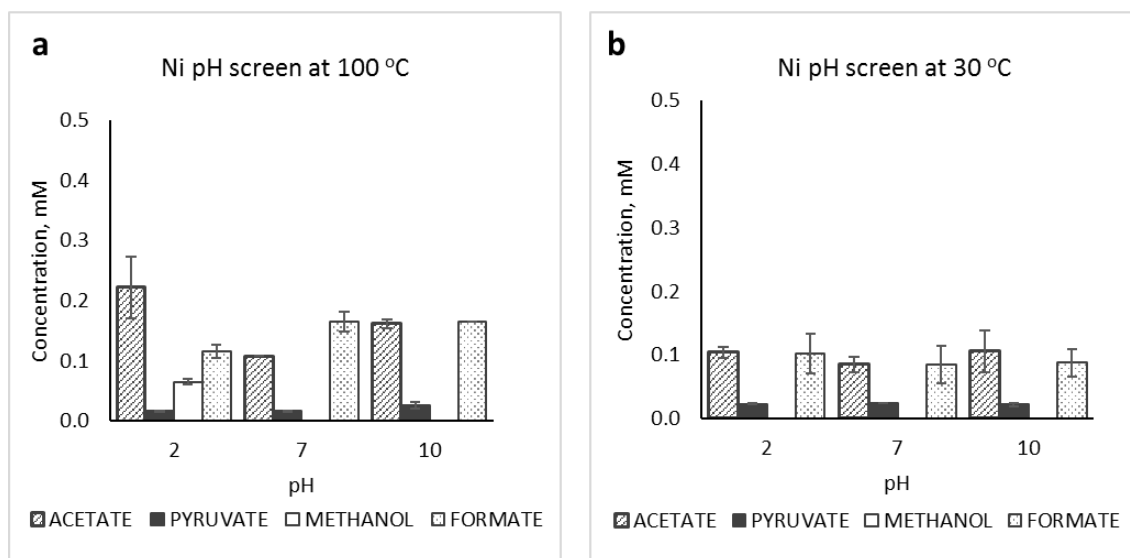 a
Ni pH screen at 100 °C
0.5
0.4
0.3
0.2
0.1
0.0
Concentration, mM
2 7 10
pH
ACETATE PYRUVATE METHANOL FORMATE
b
Ni pH screen at 30 °C
0.5
0.4
0.3
0.2
0.1
0.0
Concentration, mM
2 7 10
pH
ACETATE PYRUVATE METHANOL FORMATE